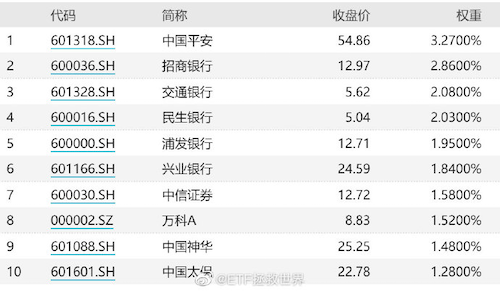 代码 简称 收盘价 权重
1 601318.SH 中国平安 54.86 3.2700%
2 600036.SH 招商银行 12.97 2.8600%
3 601328.SH 交通银行 5.62 2.0800%
4 600016.SH 民生银行 5.04 2.0300%
5 600000.SH 浦发银行 12.71 1.9500%
6 601166.SH 兴业银行 24.59 1.8400%
7 600030.SH 中信证券 12.72 1.5800%
8 000002.SZ 万科A 8.83 1.5200%
9 601088.SH 中国神华 25.25 1.4800%
10 601601.SH 中国太保 22.78 1.2800%
@ETF拯救世界